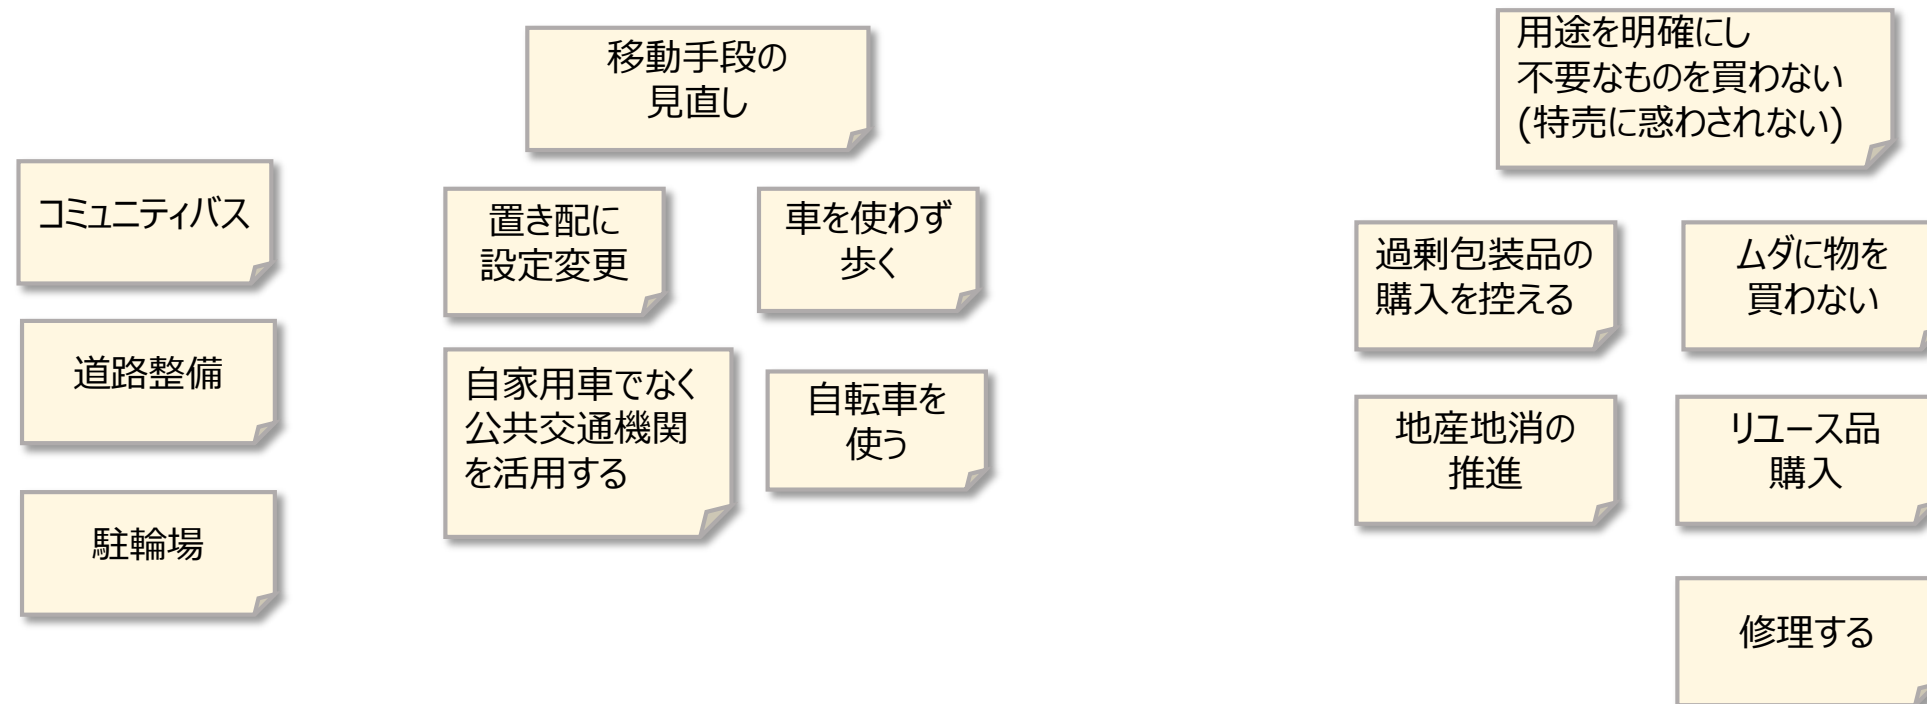 コミュニティバス
道路整備
駐輪場
移動手段の
見直し
置き配に
設定変更
車を使わず
歩く
自家用車でなく
公共交通機関
を活用する
自転車を
使う
用途を明確にし
不要なものを買わない
(特売に惑わされない)
過剰包装品の
購入を控える
ムダに物を
買わない
地産地消の
推進
リユース品
購入
修理する